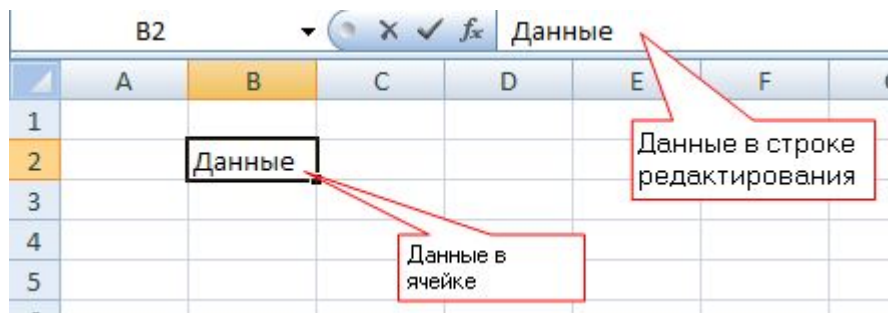 B2 fx Данные
A B C D E F
1
2 Данные
3
4
5
Данные в строке
редактирования
Данные в
ячейке